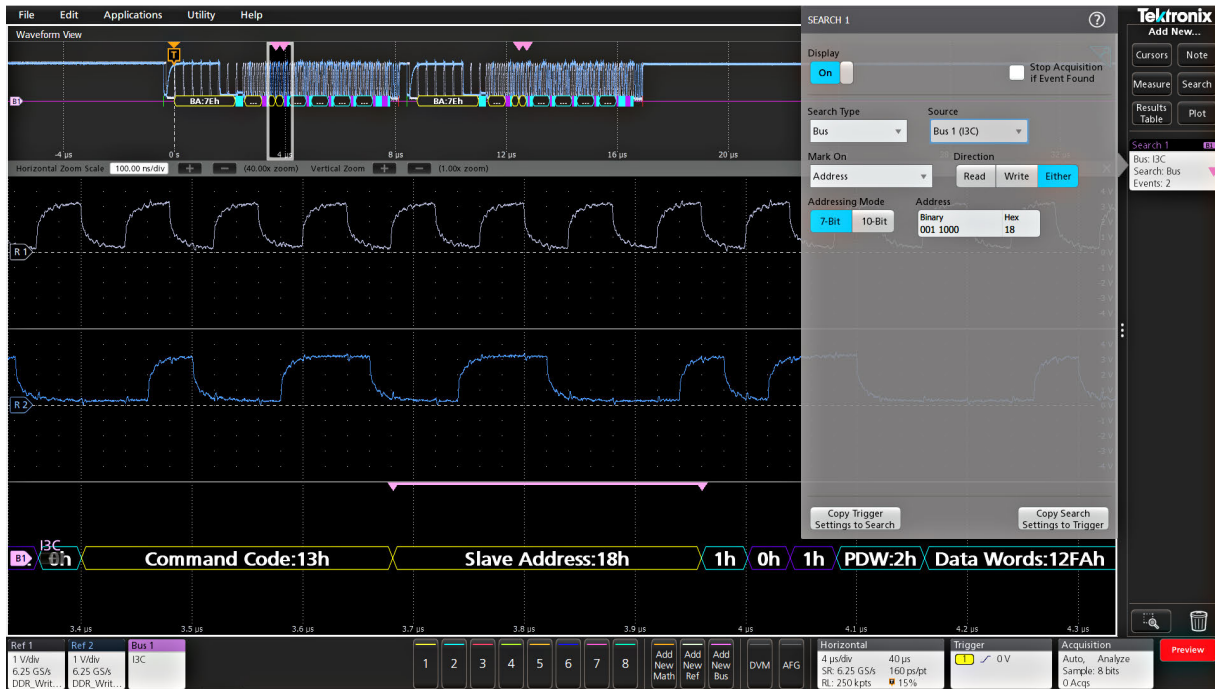 File Edit Applications Utility Help
Waveform View
T
BA:7Eh ... ... ... ... ... BA:7Eh ... ... ... ... ...
B1
-4 µs 0 s 4 µs 8 µs 12 µs 16 µs 20 µs
Horizontal Zoom Scale 100.00 ns/div + − (40.00x zoom) Vertical Zoom + − (1.00x zoom)
R 1
R 2
I3C
B1 0h Command Code:13h Slave Address:18h 1h 0h 1h PDW:2h Data Words:12FAh
3.4 µs 3.5 µs 3.6 µs 3.7 µs 3.8 µs 3.9 µs 4 µs 4.1 µs 4.2 µs 4.3 µs
SEARCH 1 ?
Display
On
Stop Acquisition
if Event Found
Search Type Source
Bus Bus 1 (I3C)
Mark On Direction
Address Read Write Either
Addressing Mode Address
7-Bit 10-Bit
Binary Hex
001 1000 18
Copy Trigger
Settings to Search
Copy Search
Settings to Trigger
Tektronix
Add New...
Cursors Note
Measure Search
Results
Table
Plot
Search 1 B1
Bus: I3C
Search: Bus
Events: 2
Ref 1
1 V/div
6.25 GS/s
DDR_Writ...
Ref 2
1 V/div
6.25 GS/s
DDR_Writ...
Bus 1
I3C
1 2 3 4 5 6 7 8
Add
New
Math
Add
New
Ref
Add
New
Bus
DVM AFG
Horizontal
4 µs/div 40 µs
SR: 6.25 GS/s 160 ps/pt
RL: 250 kpts 15%
Trigger
1 0 V
Acquisition
Auto, Analyze
Sample: 8 bits
0 Acqs
Preview